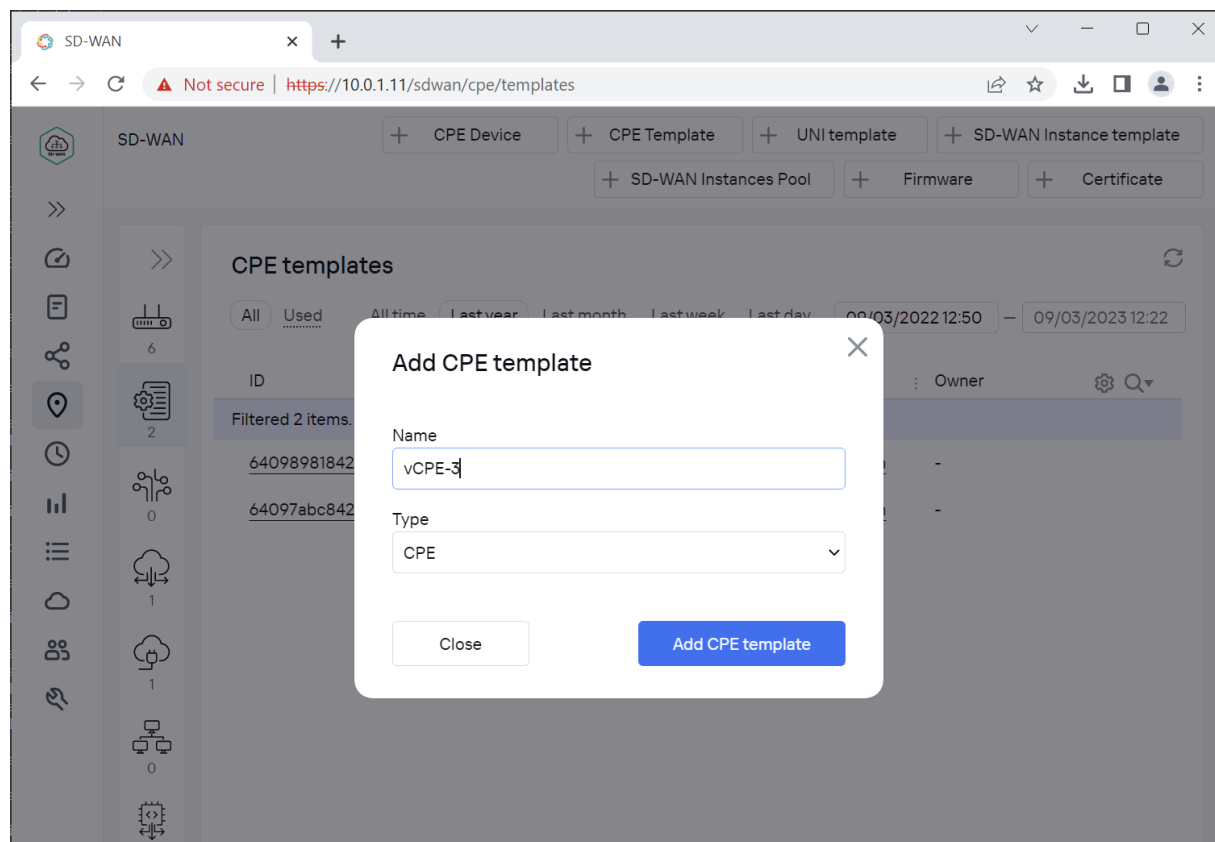 SD-WAN
Not secure | https://10.0.1.11/sdwan/cpe/templates
SD-WAN
SD-WAN
+ CPE Device
+ CPE Template
+ UNI template
+ SD-WAN Instance template
+ SD-WAN Instances Pool
+ Firmware
+ Certificate
CPE templates
All Used All time Last year Last month Last week Last day 09/03/2022 12:50 – 09/03/2023 12:22
6
2
0
1
1
0
ID Owner
Filtered 2 items.
64098981842 -
64097abc842 -
Add CPE template
Name
vCPE-3
Type
CPE
Close
Add CPE template